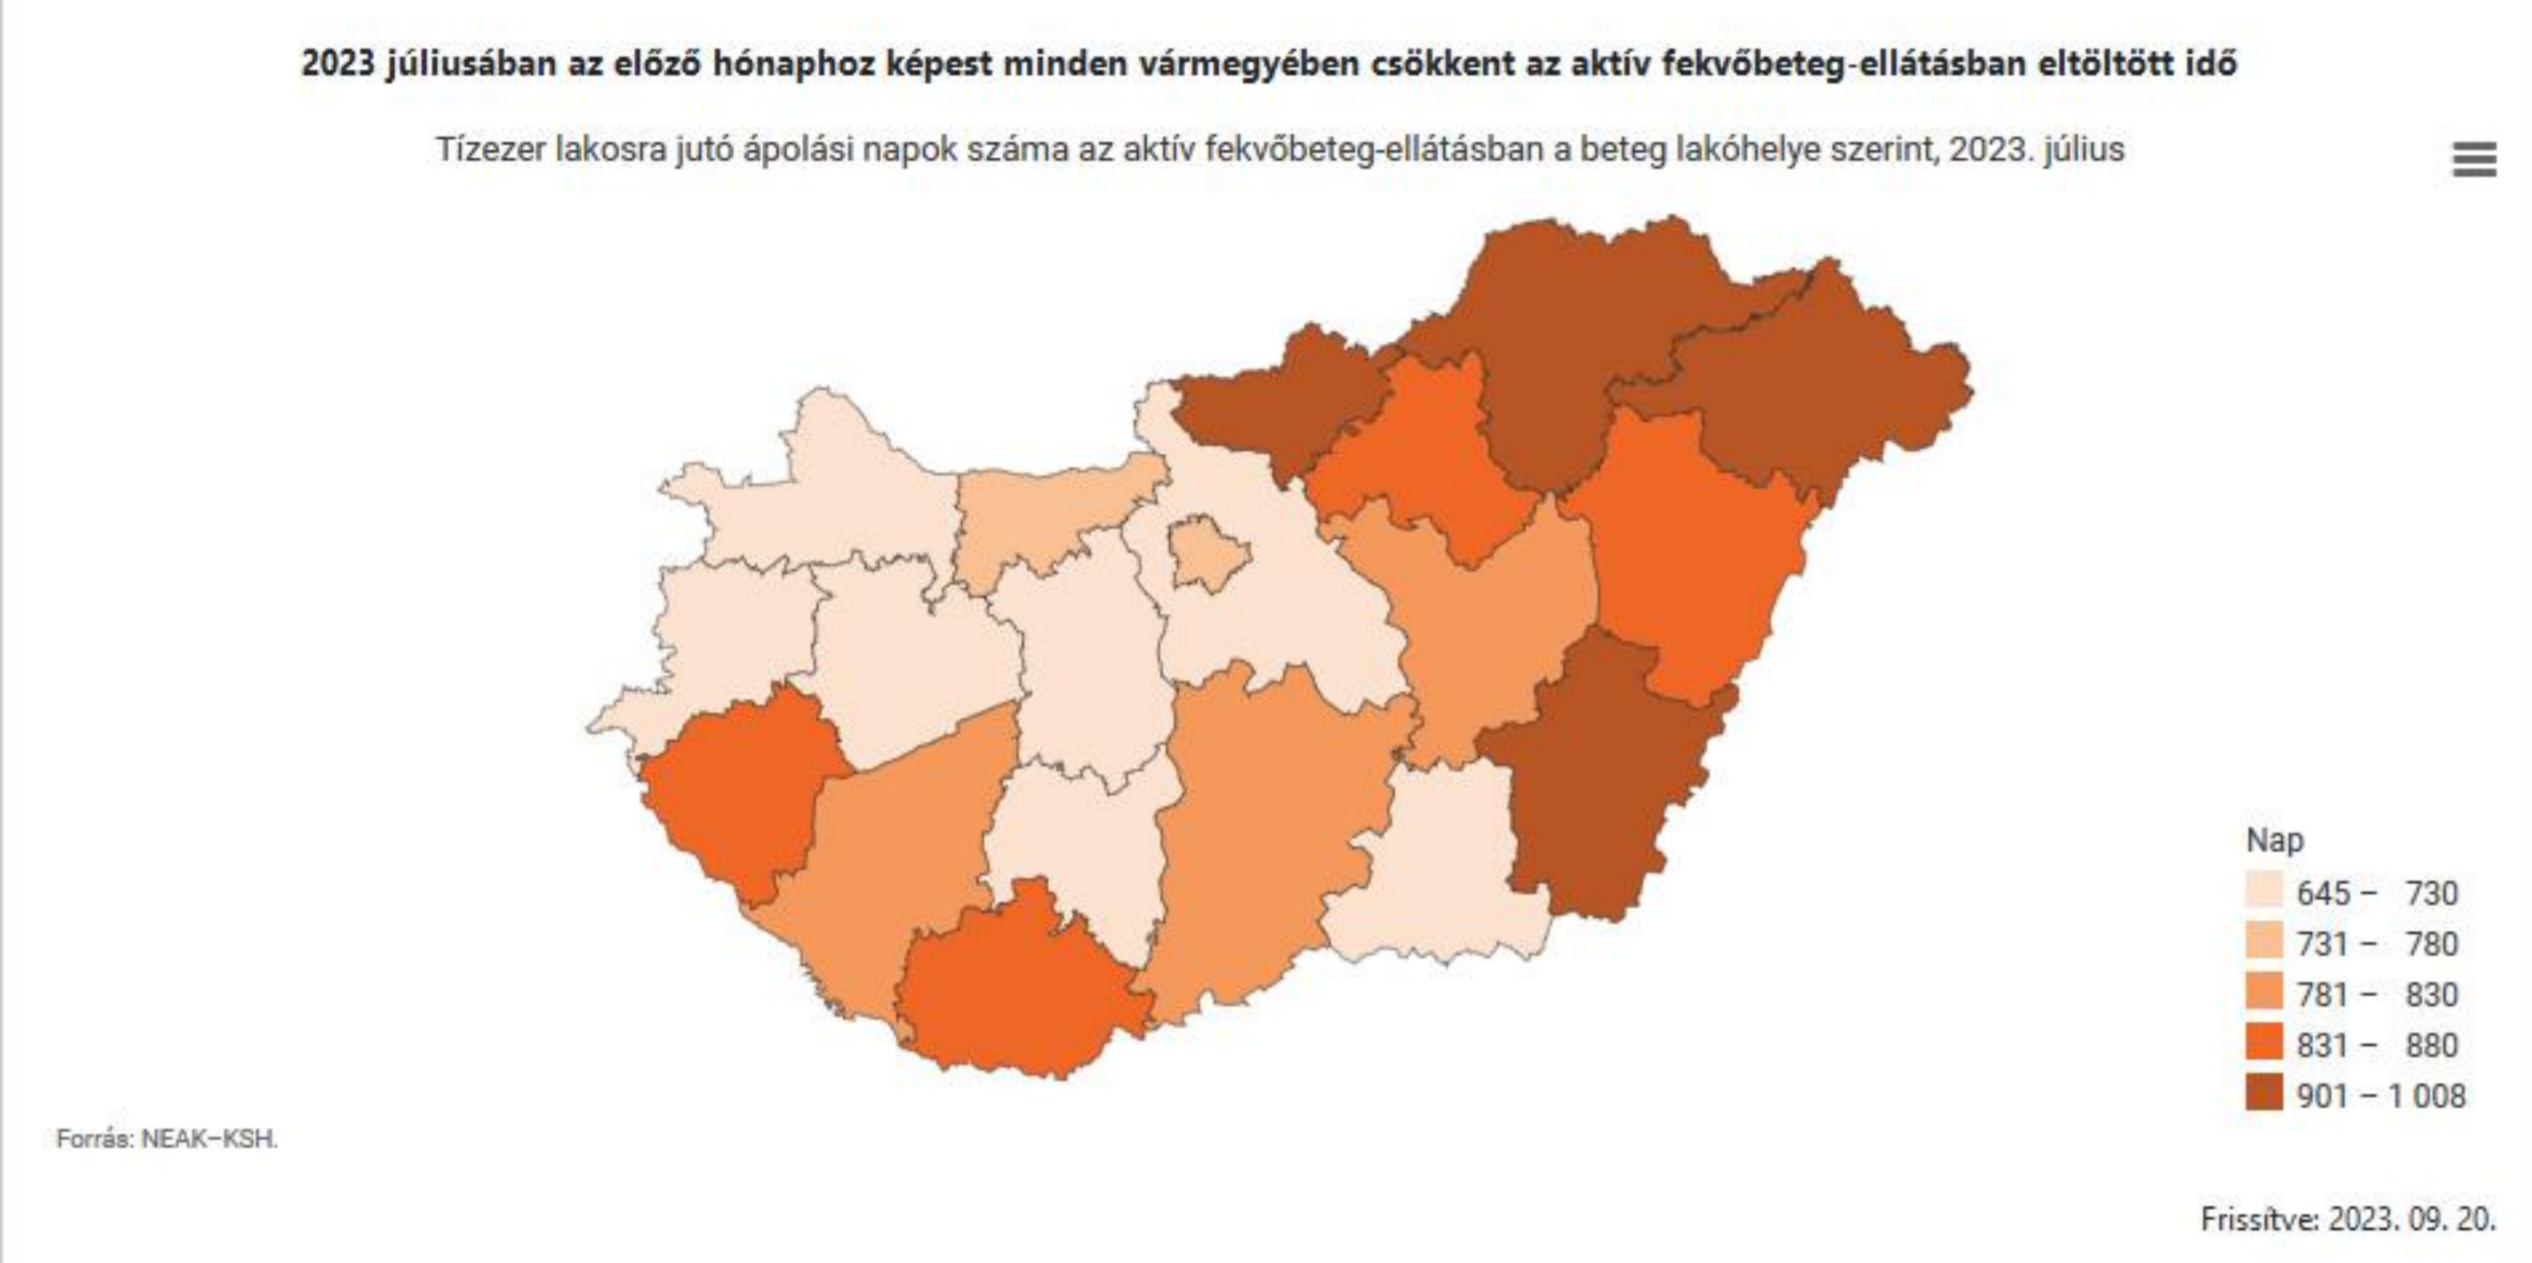 2023 júliusában az előző hónaphoz képest minden vármegyében csökkent az aktív fekvőbeteg-ellátásban eltöltött idő
Tízezer lakosra jutó ápolási napok száma az aktív fekvőbeteg-ellátásban a beteg lakóhelye szerint, 2023. július
Nap
645 – 730
731 – 780
781 – 830
831 – 880
901 – 1 008
Forrás: NEAK–KSH.
Frissítve: 2023. 09. 20.